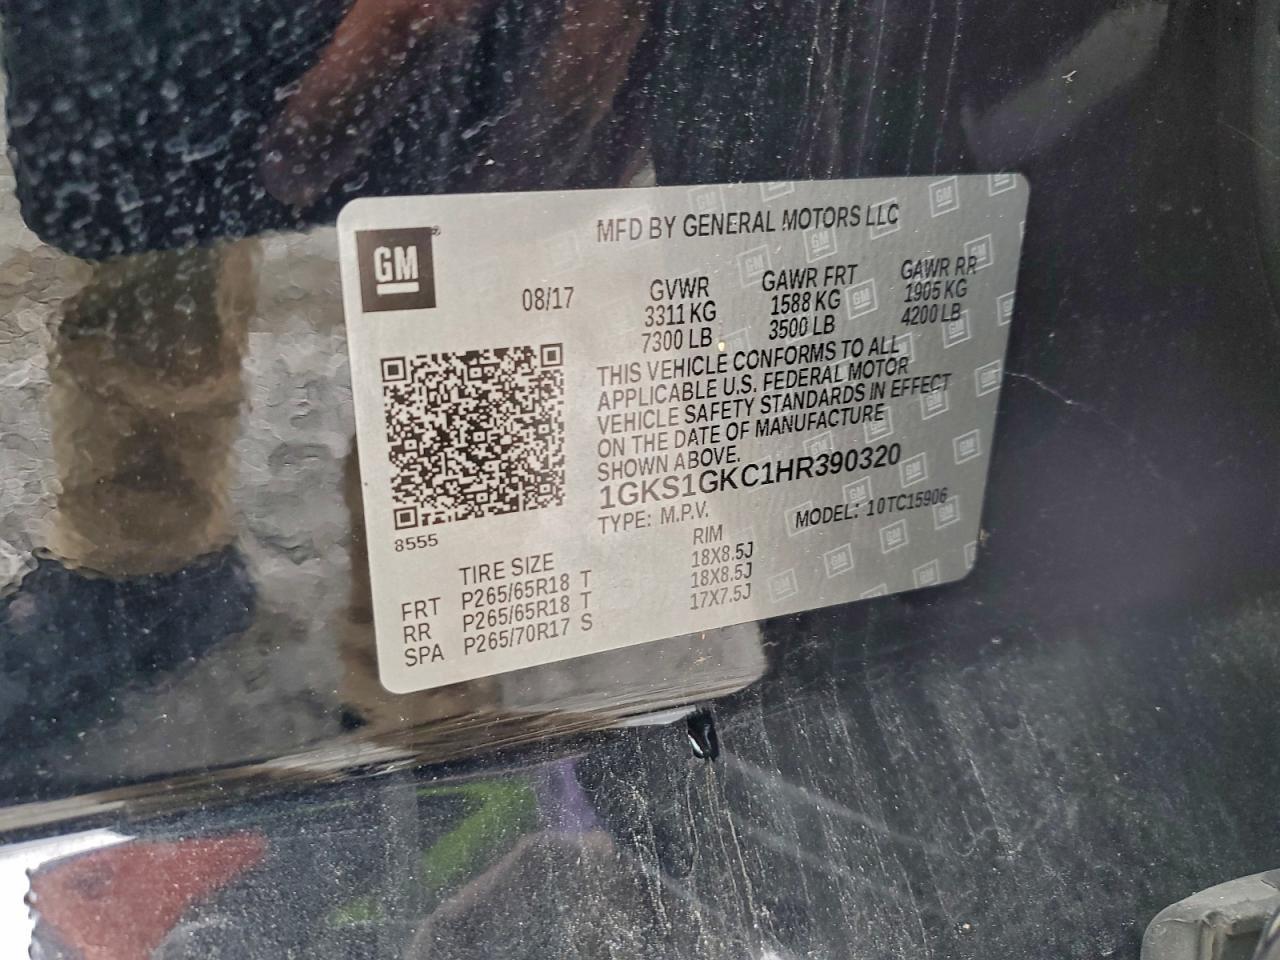 GM
MFD BY GENERAL MOTORS LLC
08/17
GVWR GAWR FRT GAWR RR
3311 KG 1588 KG 1905 KG
7300 LB 3500 LB 4200 LB
THIS VEHICLE CONFORMS TO ALL
APPLICABLE U.S. FEDERAL MOTOR
VEHICLE SAFETY STANDARDS IN EFFECT
ON THE DATE OF MANUFACTURE
SHOWN ABOVE.
1GKS1GKC1HR390320
TYPE: M.P.V. MODEL: 10TC15906
8555
TIRE SIZE RIM
FRT P265/65R18 T 18X8.5J
RR P265/65R18 T 18X8.5J
SPA P265/70R17 S 17X7.5J